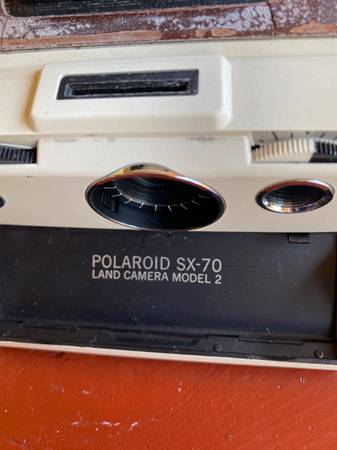 POLAROID SX-70
LAND CAMERA MODEL 2